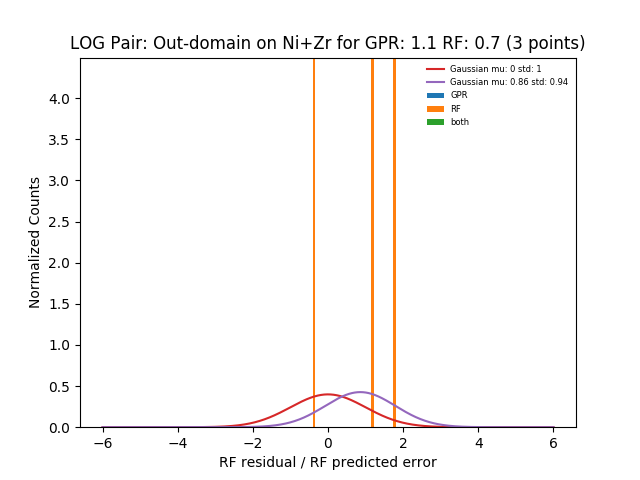 LOG Pair: Out-domain on Ni+Zr for GPR: 1.1 RF: 0.7 (3 points)
Gaussian mu: 0 std: 1
Gaussian mu: 0.86 std: 0.94
GPR
RF
both
Normalized Counts
4.0
3.5
3.0
2.5
2.0
1.5
1.0
0.5
0.0
−6 −4 −2 0 2 4 6
RF residual / RF predicted error